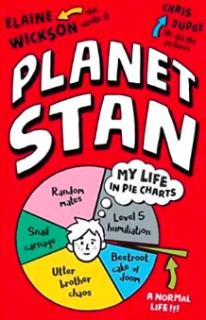 ELAINE
WICKSON
she wrote it
CHRIS
JUDGE
he did the
pictures
PLANET
STAN
MY LIFE
IN PIE CHARTS
Random
mates
Level 5
humiliation
Snail
carnage
Utter
brother
chaos
Beetroot
cake of
doom
A NORMAL
LIFE!!!